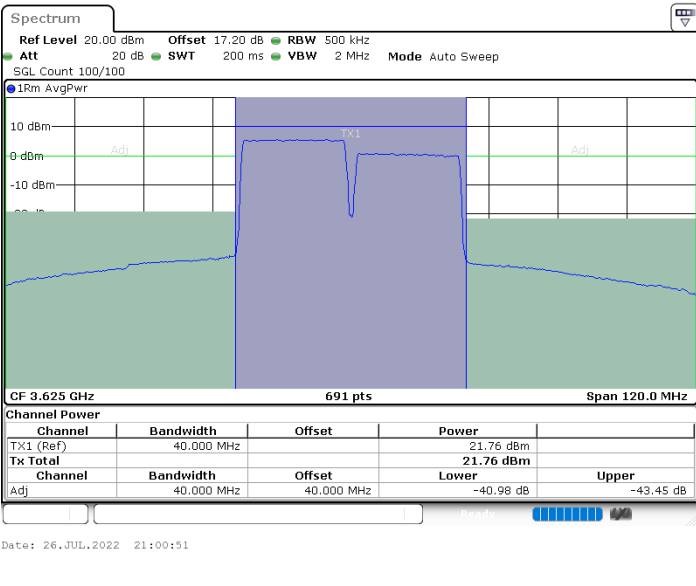 Spectrum
Ref Level 20.00 dBm Offset 17.20 dB RBW 500 kHz
Att 20 dB SWT 200 ms VBW 2 MHz Mode Auto Sweep
SGL Count 100/100
1Rm AvgPwr
10 dBm
TX1
Adj Adj
0 dBm
-10 dBm
CF 3.625 GHz 691 pts Span 120.0 MHz
Channel Power
Channel Bandwidth Offset Power
TX1 (Ref) 40.000 MHz 21.76 dBm
Tx Total 21.76 dBm
Channel Bandwidth Offset Lower Upper
Adj 40.000 MHz 40.000 MHz -40.98 dB -43.45 dB
Ready
Date: 26.JUL.2022 21:00:51